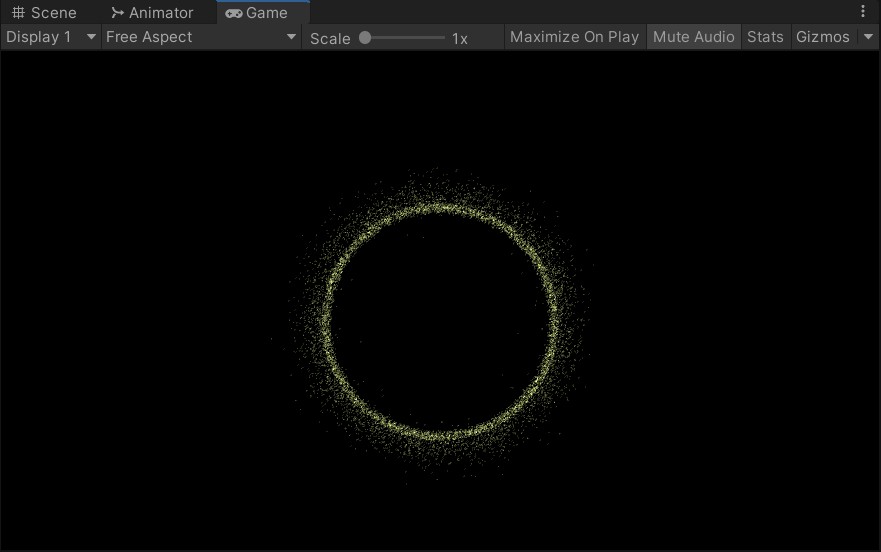 Scene Animator Game
Display 1 Free Aspect Scale 1x Maximize On Play Mute Audio Stats Gizmos